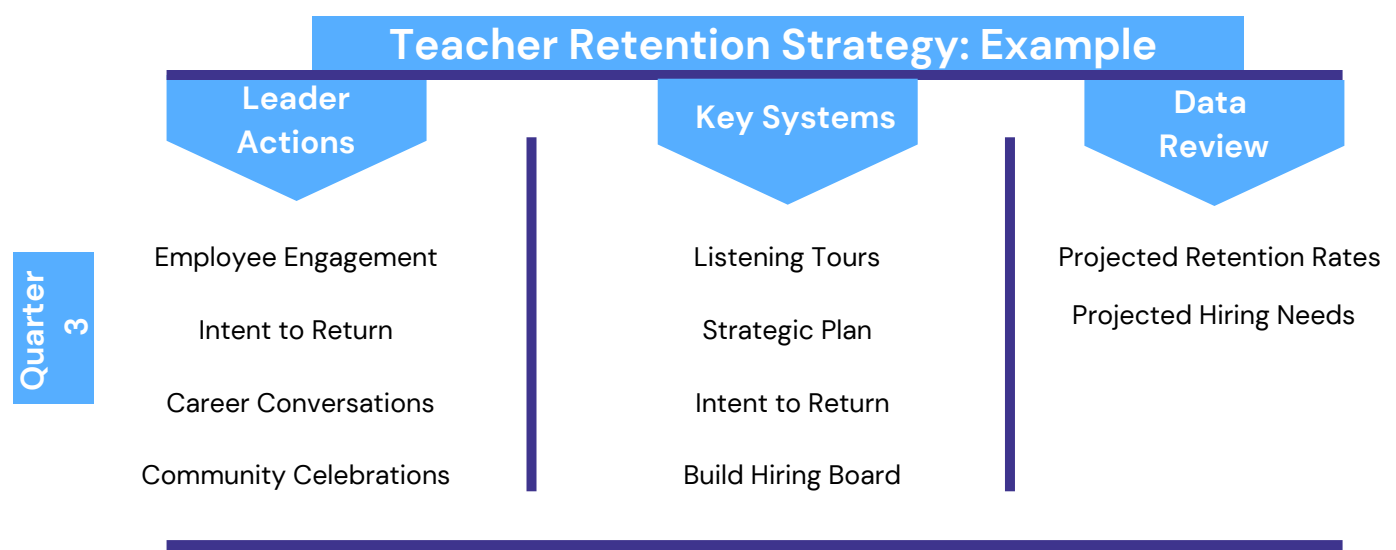 Teacher Retention Strategy: Example
Leader
Actions
Key Systems
Data
Review
Quarter
3
Employee Engagement
Intent to Return
Career Conversations
Community Celebrations
Listening Tours
Strategic Plan
Intent to Return
Build Hiring Board
Projected Retention Rates
Projected Hiring Needs